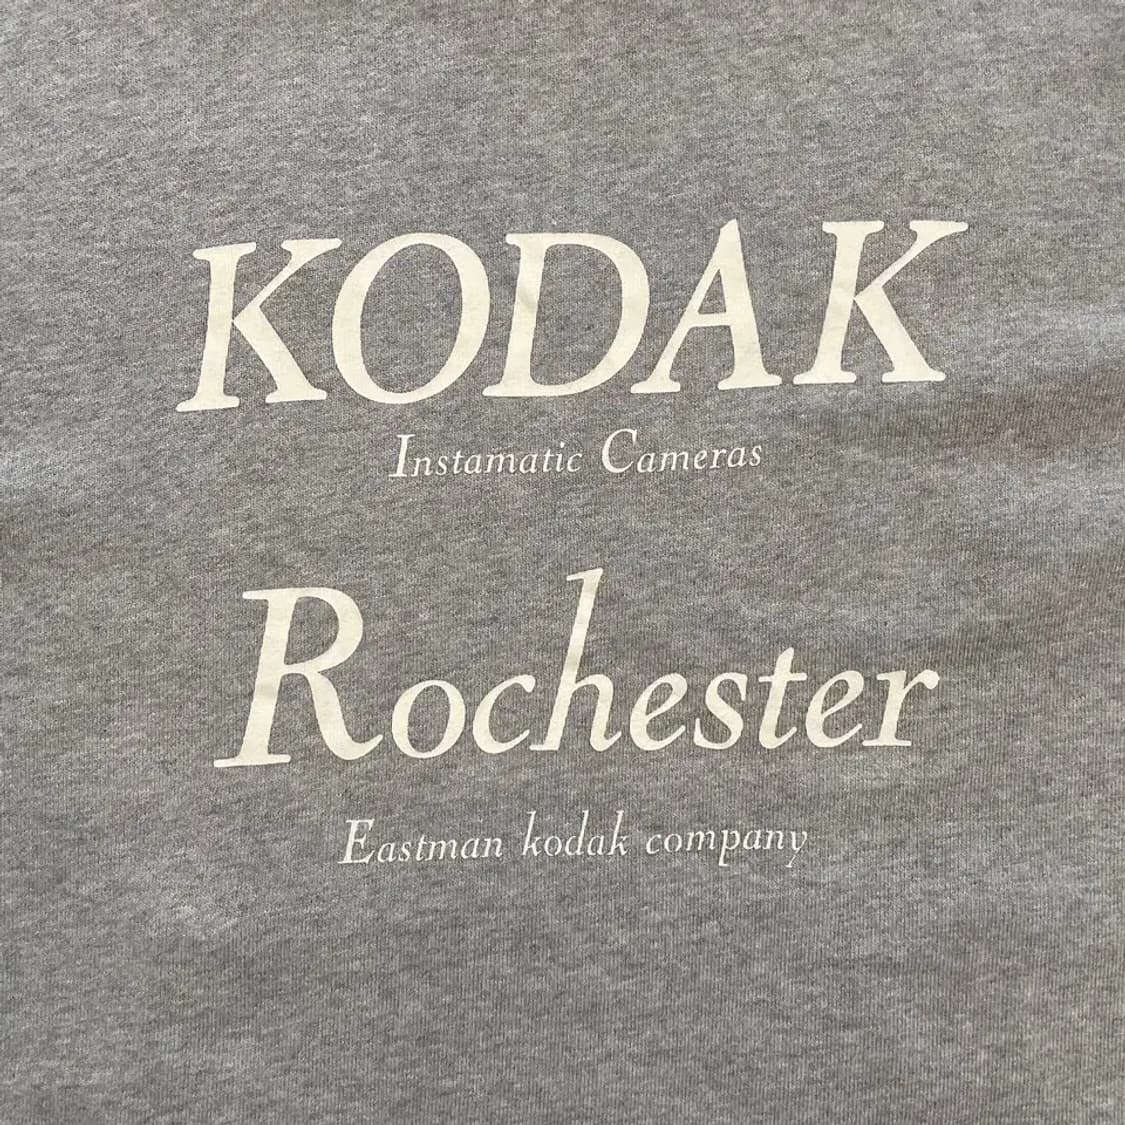 KODAK
Instamatic Cameras
Rochester
Eastman kodak company